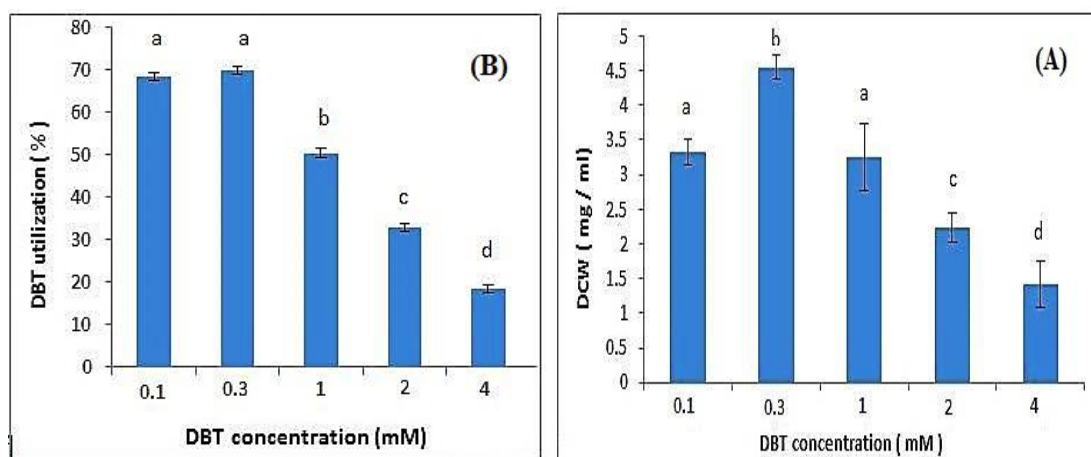 80
70
60
50
40
30
20
10
0
DBT utilization ( % )
a
a
b
c
d
(B)
0.1
0.3
1
2
4
DBT concentration (mM)
5
4.5
4
3.5
3
2.5
2
1.5
1
0.5
0
DCW ( mg / ml)
a
b
a
c
d
(A)
0.1
0.3
1
2
4
DBT concentration ( mM )